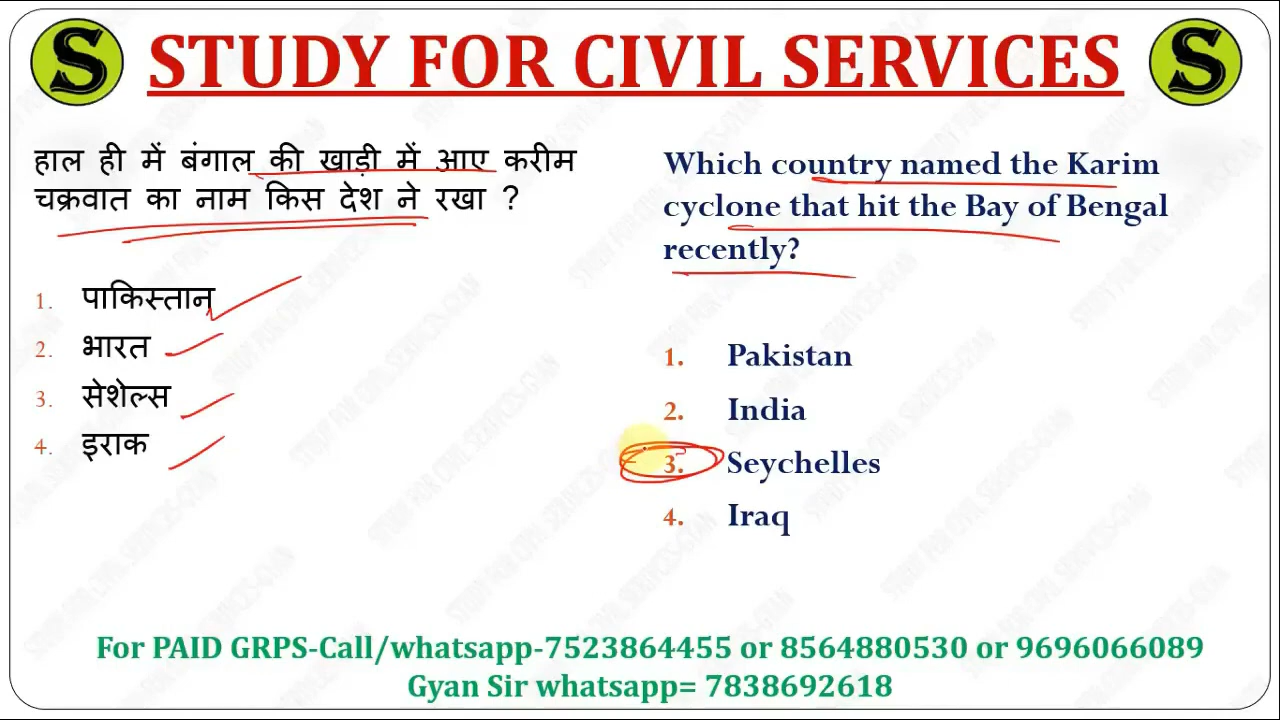 S STUDY FOR CIVIL SERVICES S
हाल ही में बंगाल की खाड़ी में आए करीम
चक्रवात का नाम किस देश ने रखा ?
1. पाकिस्तान
2. भारत
3. सेशेल्स
4. इराक
Which country named the Karim
cyclone that hit the Bay of Bengal
recently?
1. Pakistan
2. India
3. Seychelles
4. Iraq
For PAID GRPS-Call/whatsapp-7523864455 or 8564880530 or 9696066089
Gyan Sir whatsapp= 7838692618